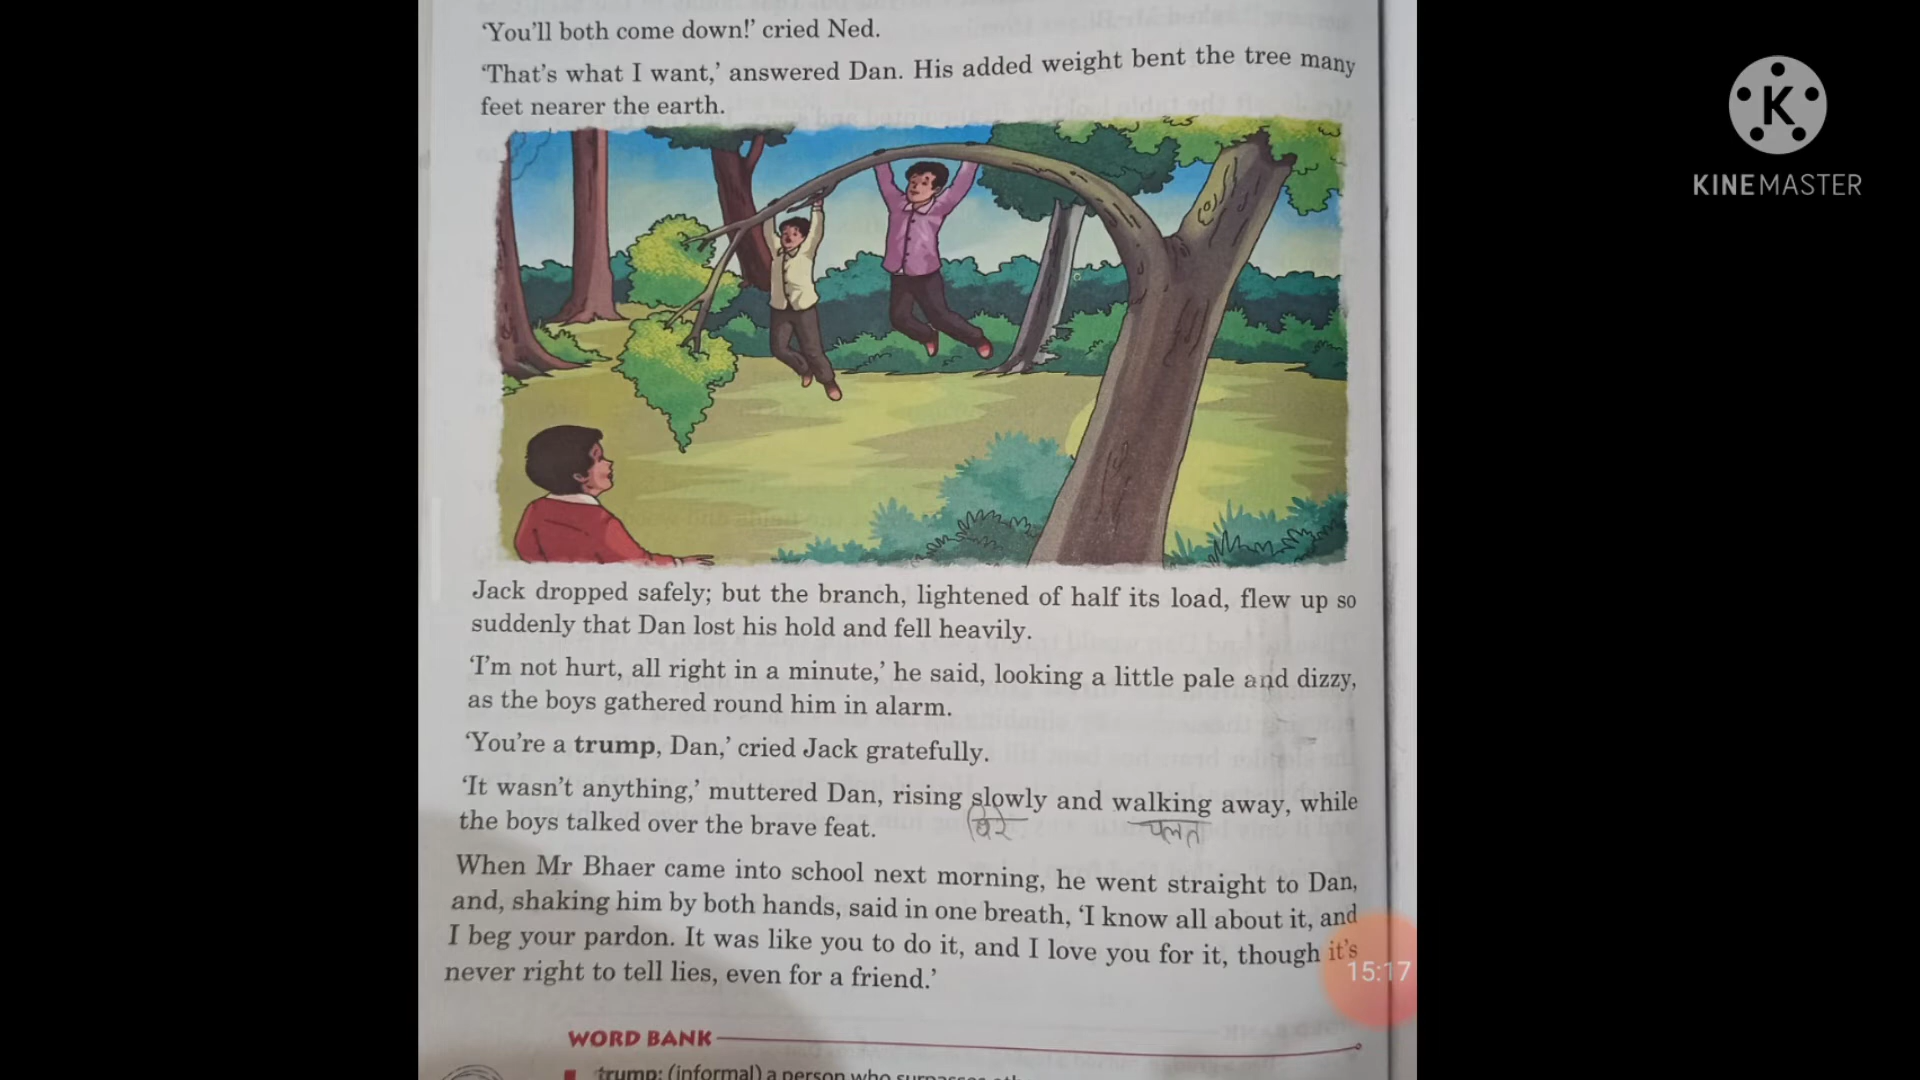 ‘You’ll both come down!’ cried Ned.
‘That’s what I want,’ answered Dan. His added weight bent the tree many
feet nearer the earth.
K
KINEMASTER
Jack dropped safely; but the branch, lightened of half its load, flew up so
suddenly that Dan lost his hold and fell heavily.
‘I’m not hurt, all right in a minute,’ he said, looking a little pale and dizzy,
as the boys gathered round him in alarm.
‘You’re a trump, Dan,’ cried Jack gratefully.
‘It wasn’t anything,’ muttered Dan, rising slowly and walking away, while
the boys talked over the brave feat.
When Mr Bhaer came into school next morning, he went straight to Dan,
and, shaking him by both hands, said in one breath, ‘I know all about it, and
I beg your pardon. It was like you to do it, and I love you for it, though it’s
never right to tell lies, even for a friend.’
15:17
WORD BANK
trump: (informal) a person who